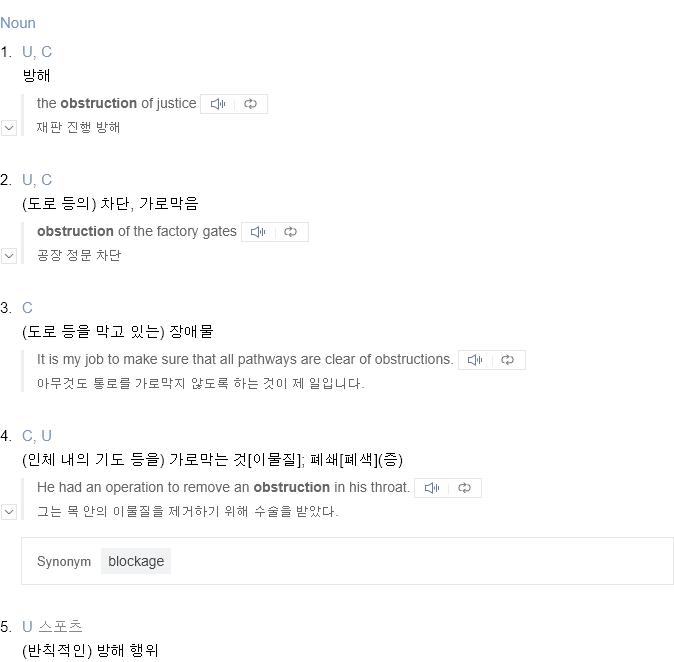 Noun
1. U, C
방해
the obstruction of justice
재판 진행 방해
2. U, C
(도로 등의) 차단, 가로막음
obstruction of the factory gates
공장 정문 차단
3. C
(도로 등을 막고 있는) 장애물
It is my job to make sure that all pathways are clear of obstructions.
아무것도 통로를 가로막지 않도록 하는 것이 제 일입니다.
4. C, U
(인체 내의 기도 등을) 가로막는 것[이물질]; 폐쇄[폐색](증)
He had an operation to remove an obstruction in his throat.
그는 목 안의 이물질을 제거하기 위해 수술을 받았다.
Synonym blockage
5. U 스포츠
(반칙적인) 방해 행위